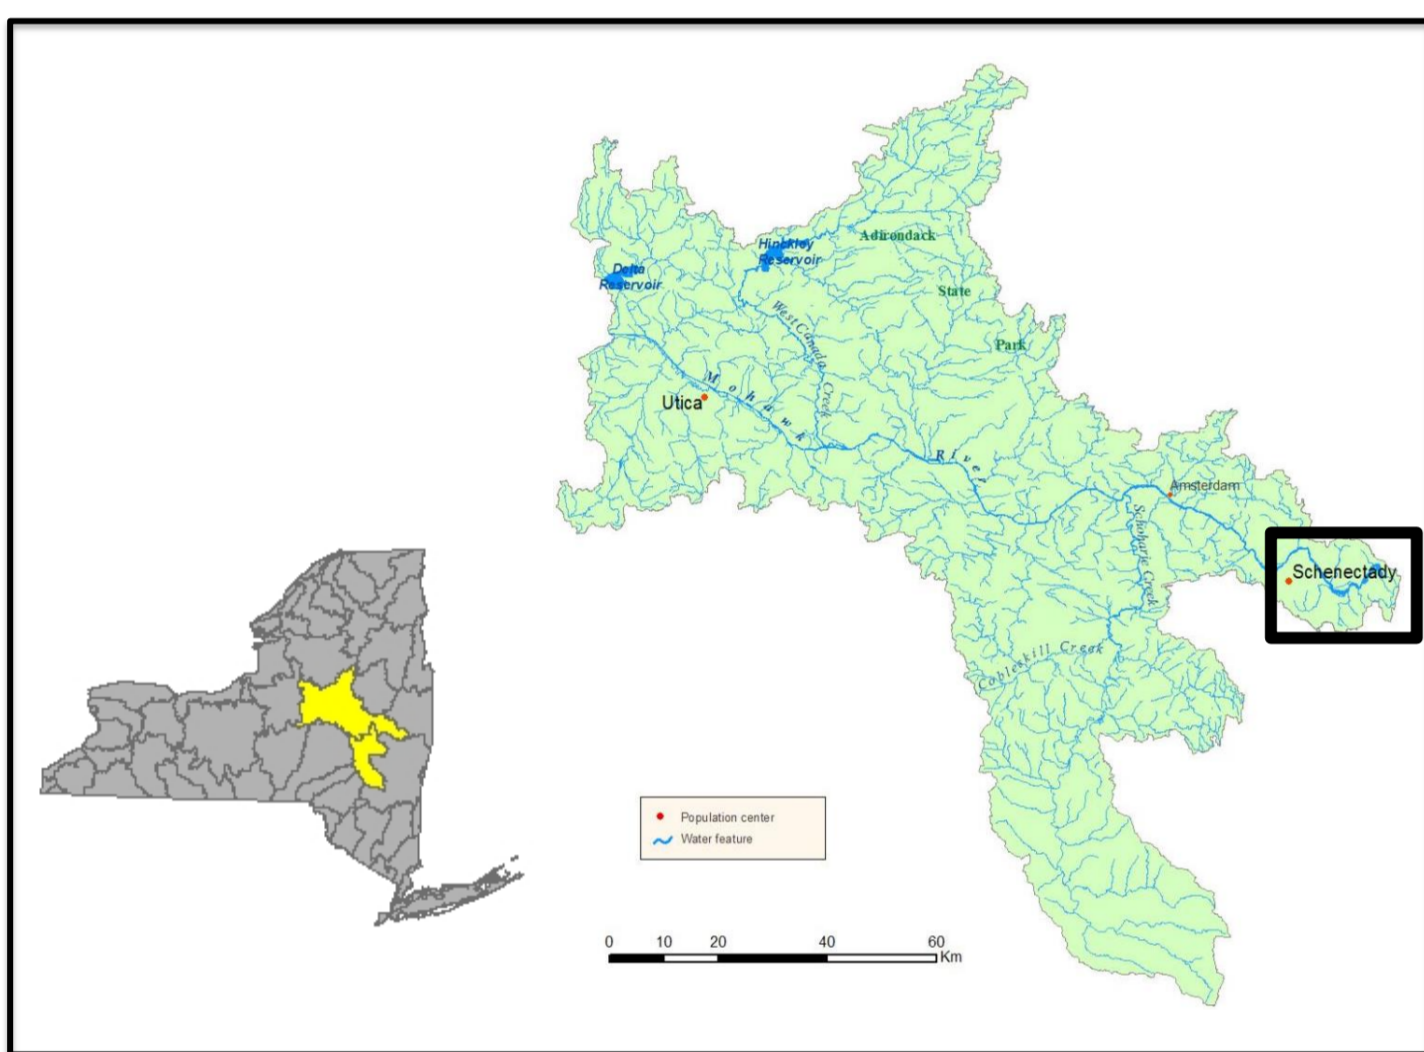 Adirondack
Hinckley
Reservoir
Delta
Reservoir
State
West Canada Creek
Park
Mohawk
Utica
River
Amsterdam
Schoharie Creek
Schenectady
Cobleskill Creek
Population center
Water feature
0 10 20 40 60
Km